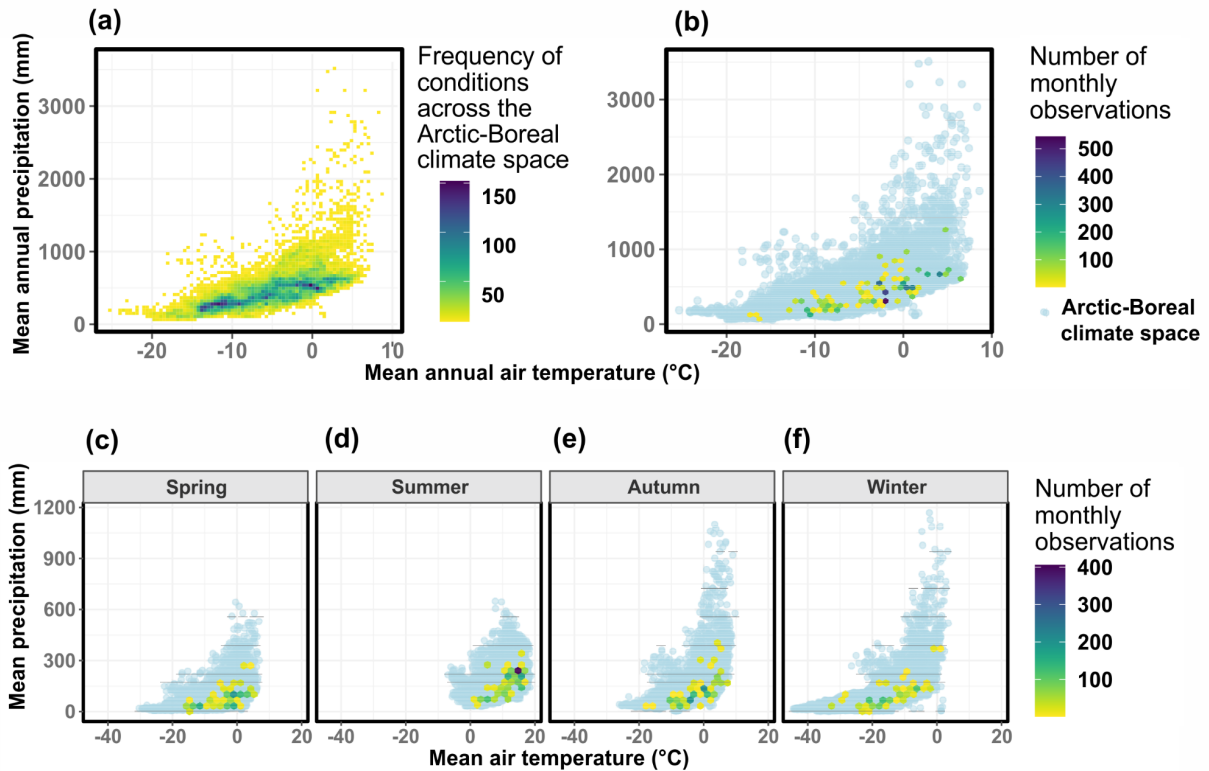 (a)
(b)
Mean annual precipitation (mm)
3000
2000
1000
0
-20
-10
0
10
Frequency of
conditions
across the
Arctic-Boreal
climate space
150
100
50
3000
2000
1000
0
-20
-10
0
10
Number of
monthly
observations
500
400
300
200
100
Arctic-Boreal
climate space
Mean annual air temperature (°C)
(c)
(d)
(e)
(f)
Spring
Summer
Autumn
Winter
Mean precipitation (mm)
1200
900
600
300
0
-40
-20
0
20
-40
-20
0
20
-40
-20
0
20
-40
-20
0
20
Mean air temperature (°C)
Number of
monthly
observations
400
300
200
100